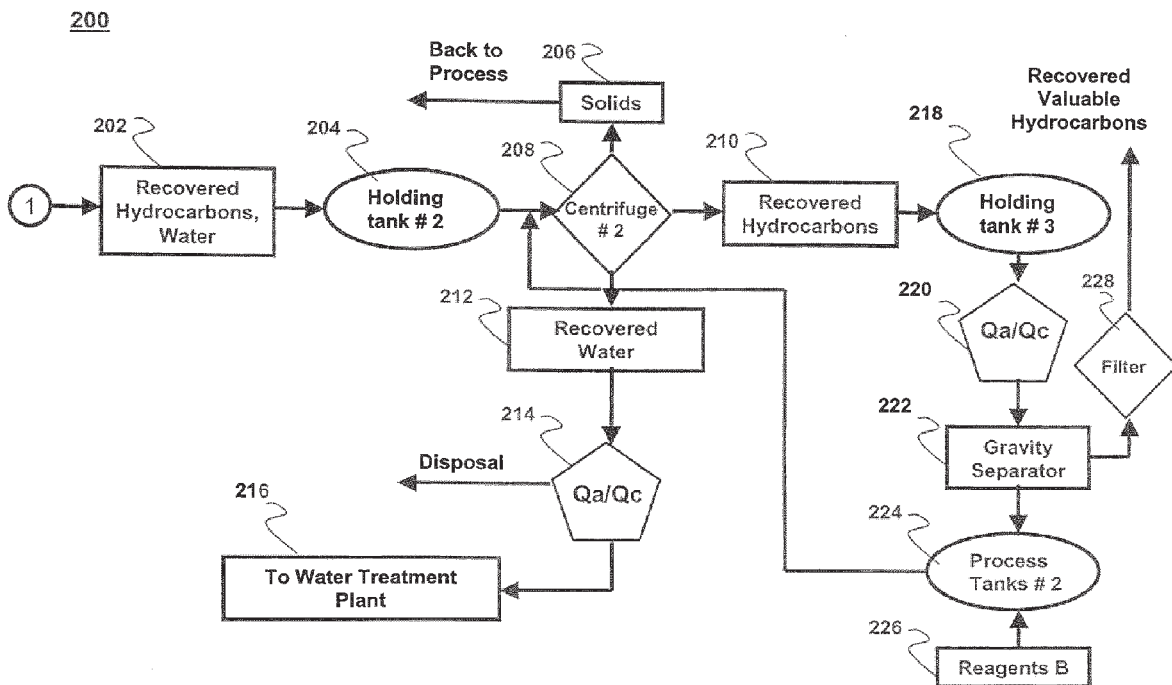 200
Back to
Process
206
Solids
Recovered
Valuable
Hydrocarbons
202
204
208
210
218
1
Recovered
Hydrocarbons,
Water
Holding
tank # 2
Centrifuge
# 2
Recovered
Hydrocarbons
Holding
tank # 3
212
Recovered
Water
220
Qa/Qc
228
Filter
214
Disposal
Qa/Qc
222
Gravity
Separator
216
To Water Treatment
Plant
224
Process
Tanks # 2
226
Reagents B